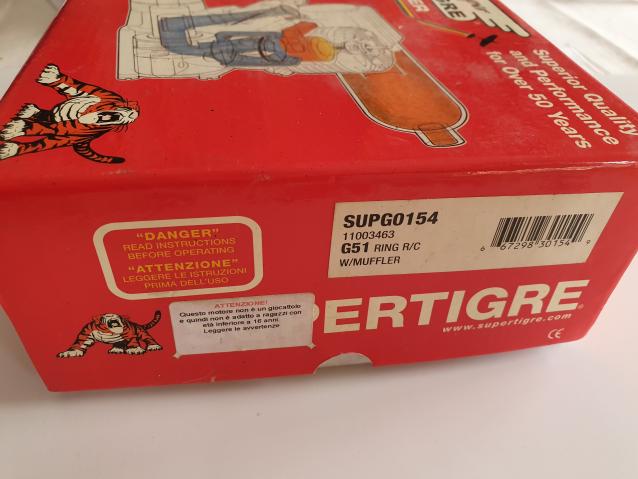 Superior Quality
and Performance
for Over 50 Years
"DANGER"
READ INSTRUCTIONS
BEFORE OPERATING
"ATTENZIONE"
LEGGERE LE ISTRUZIONI
PRIMA DELL'USO
SUPG0154
11003463
G51 RING R/C
W/MUFFLER
6 67298 30154 9
ATTENZIONE!
Questo motore non è un giocattolo
e quindi non è adatto a ragazzi con
età inferiore a 16 anni.
Leggere le avvertenze
PERTIGRE
www.supertigre.com
CE